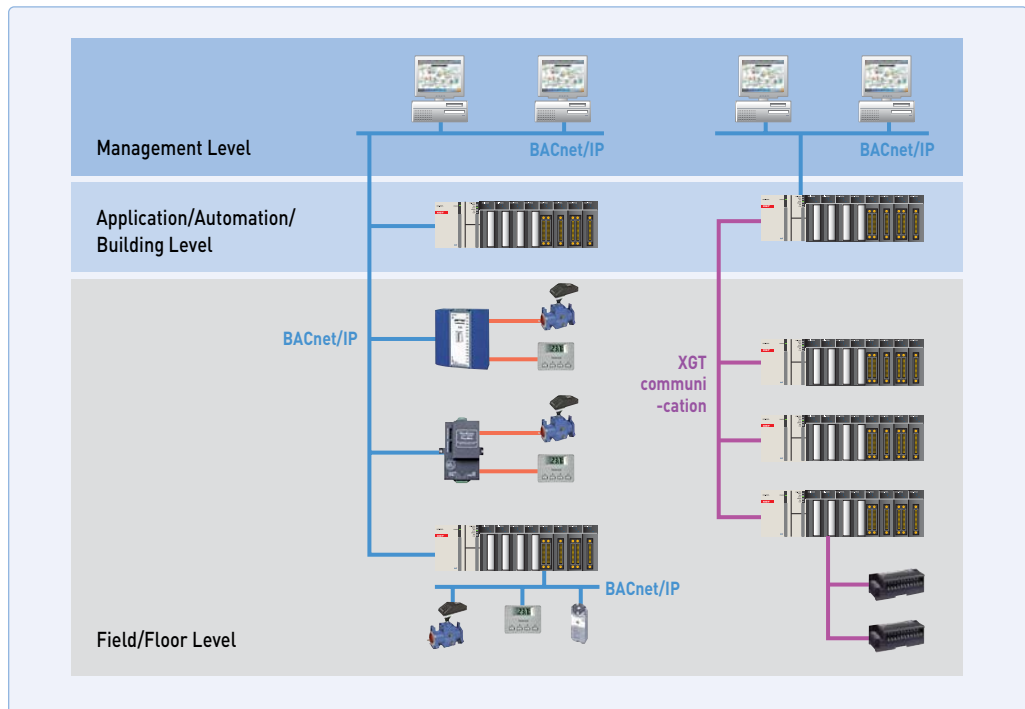 Management Level
BACnet/IP
BACnet/IP
Application/Automation/
Building Level
BACnet/IP
XGT
communi
-cation
BACnet/IP
Field/Floor Level